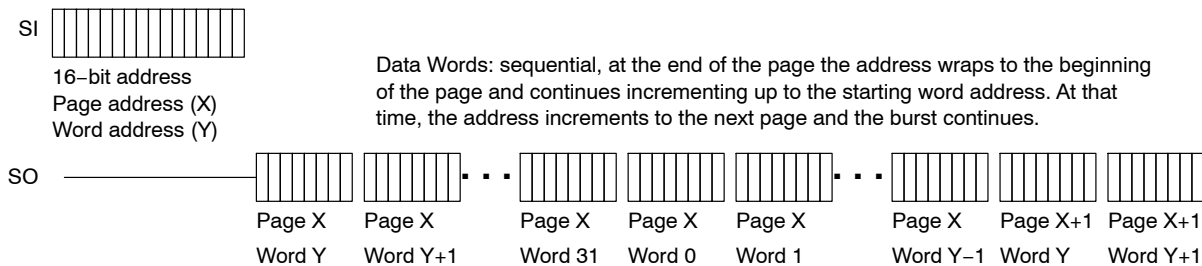 SI
16−bit address
Page address (X)
Word address (Y)
Data Words: sequential, at the end of the page the address wraps to the beginning
of the page and continues incrementing up to the starting word address. At that
time, the address increments to the next page and the burst continues.
SO
Page X Page X Page X Page X Page X Page X Page X+1 Page X+1
Word Y Word Y+1 Word 31 Word 0 Word 1 Word Y−1 Word Y Word Y+1